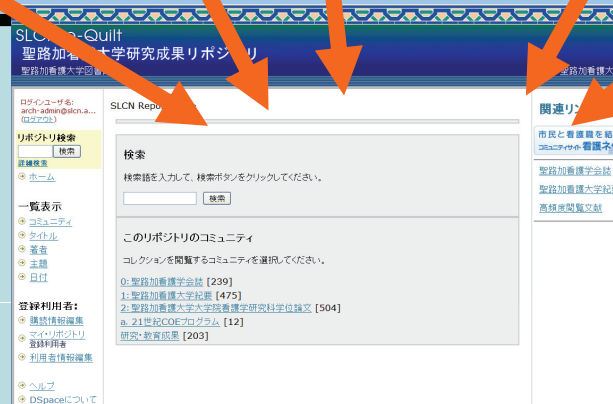 SLCN e-Quilt
聖路加看 大学研究成果リポジ リ
聖路加看護大学図書
聖路加看護大
ログインユーザ名:
arch-admin@slcn.a...
(ログアウト)
リポジトリ検索
検索
詳細検索
ホーム
一覧表示
コミュニティ
タイトル
著者
主題
日付
登録利用者:
購読情報編集
マイ・リポジトリ
登録利用者
利用者情報編集
ヘルプ
DSpaceについて
SLCN Repo
検索
検索語を入力して、検索ボタンをクリックしてください。
検索
このリポジトリのコミュニティ
コレクションを閲覧するコミュニティを選択してください。
0: 聖路加看護学会誌 [239]
1: 聖路加看護大学紀要 [475]
2: 聖路加看護大学大学院看護学研究科学位論文 [504]
a. 21世紀COEプログラム [12]
研究・教育成果 [203]
関連リン
市民と看護職を結
コミュニティサイト 看護ネ
聖路加看護学会誌
聖路加看護大学紀
高頻度閲覧文献